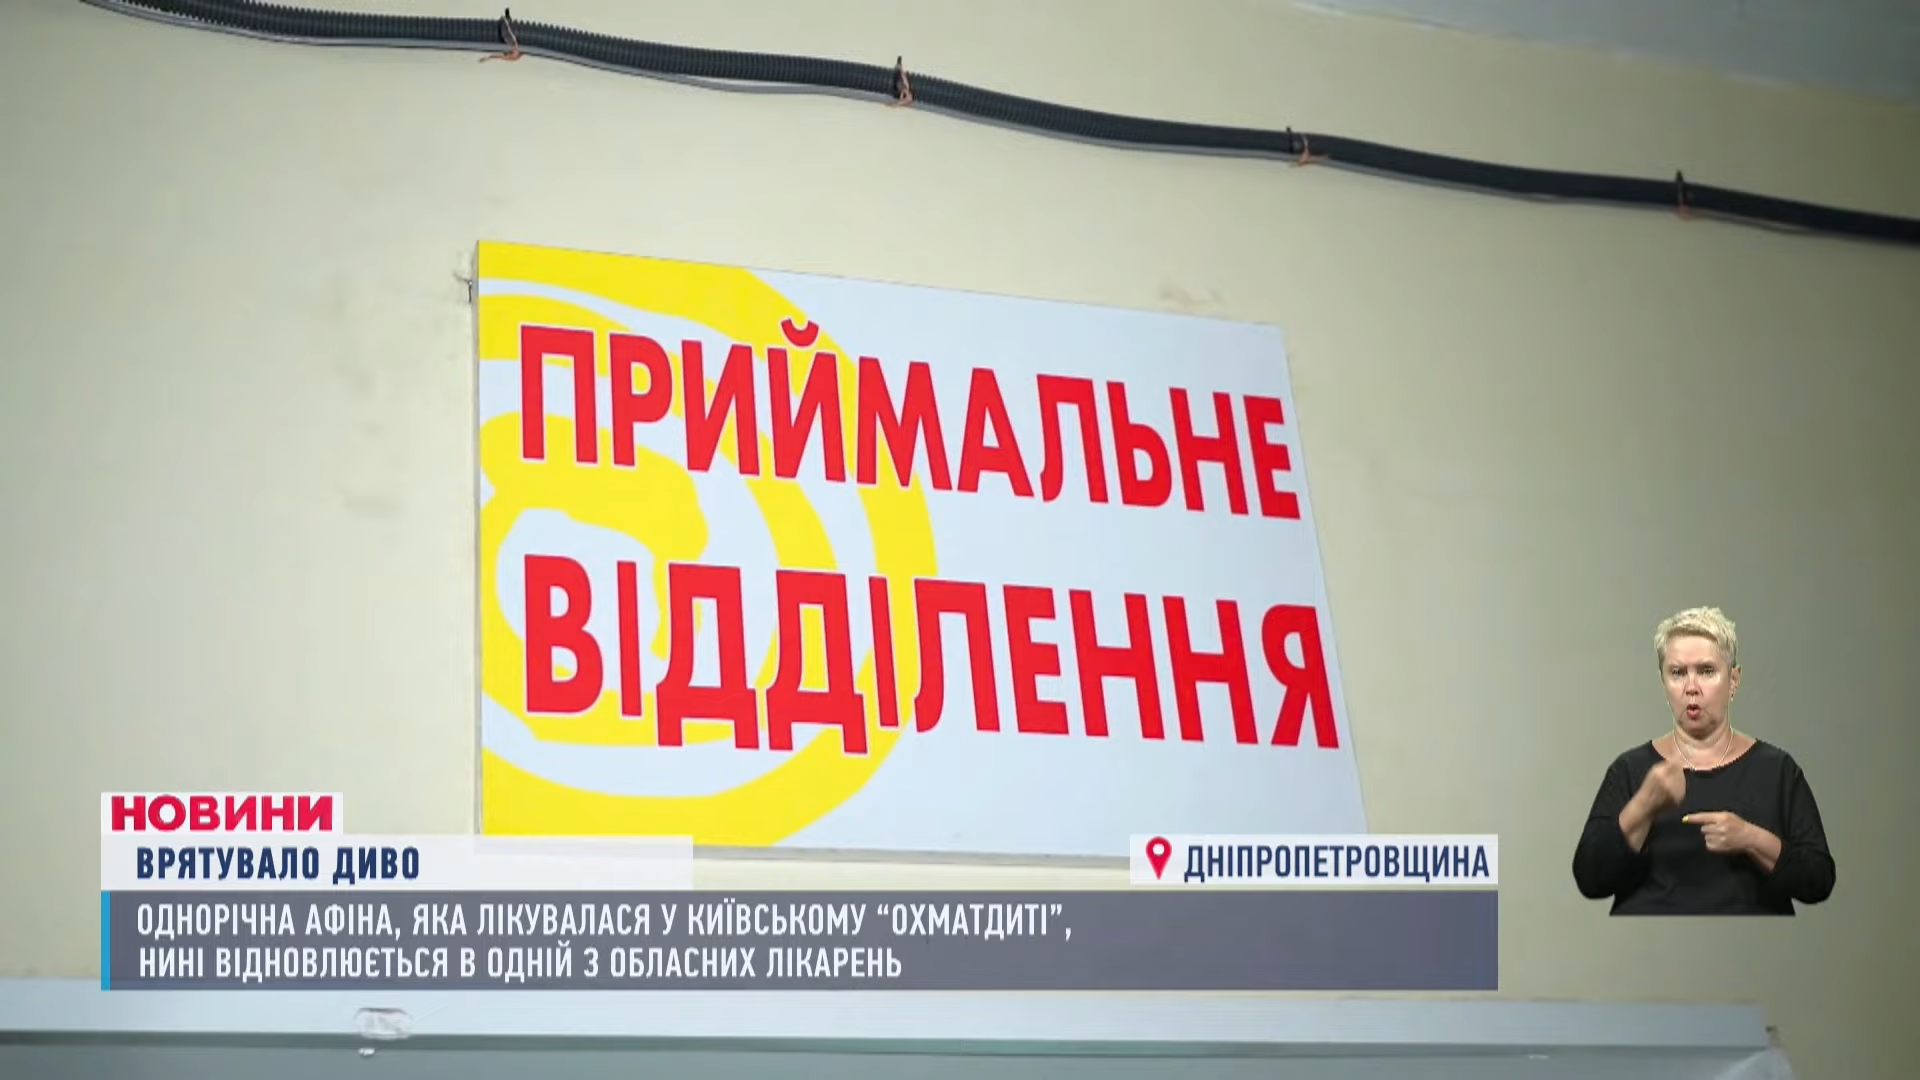 ПРИЙМАЛЬНЕ
ВІДДІЛЕННЯ
НОВИНИ
ВРЯТУВАЛО ДИВО
ДНІПРОПЕТРОВЩИНА
ОДНОРІЧНА АФІНА, ЯКА ЛІКУВАЛАСЯ У КИЇВСЬКОМУ “ОХМАТДИТІ”,
НИНІ ВІДНОВЛЮЄТЬСЯ В ОДНІЙ З ОБЛАСНИХ ЛІКАРЕНЬ